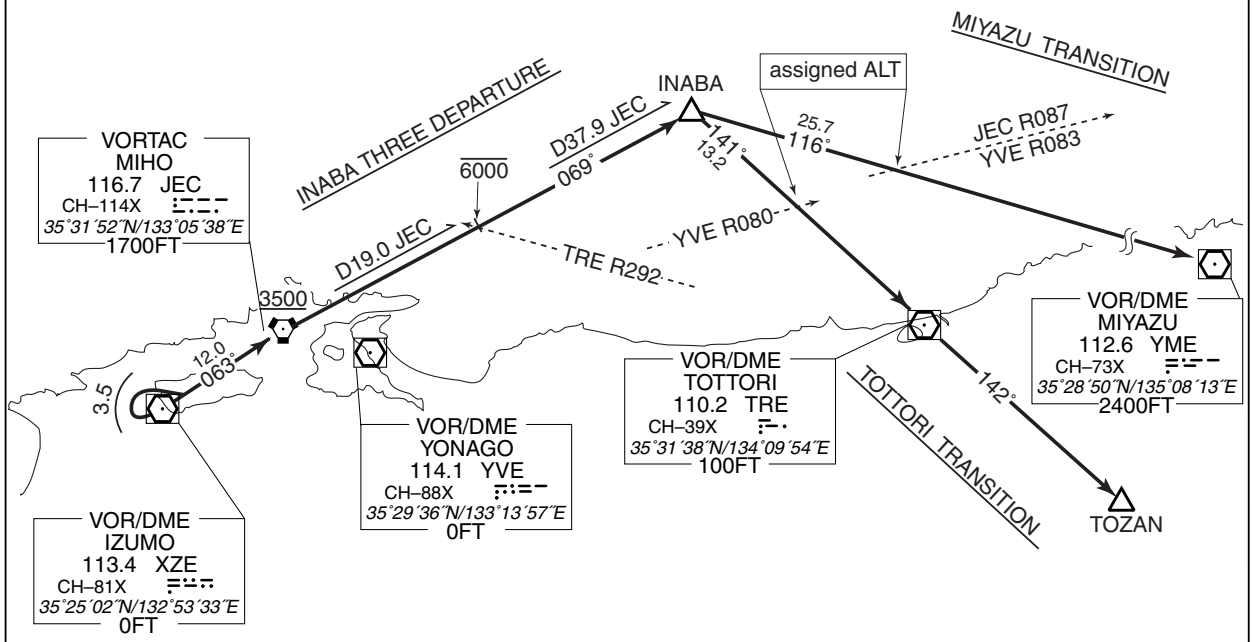 MIYAZU TRANSITION
assigned ALT
INABA
INABA THREE DEPARTURE
D37.9 JEC
069°
141°
13.2
25.7
116°
JEC R087
YVE R083
VORTAC
MIHO
116.7 JEC
CH–114X
35°31´52˝N/133°05´38˝E
1700FT
6000
D19.0 JEC
YVE R080
TRE R292
3500
12.0
063°
3.5
VOR/DME
MIYAZU
112.6 YME
CH–73X
35°28´50˝N/135°08´13˝E
2400FT
VOR/DME
TOTTORI
110.2 TRE
CH–39X
35°31´38˝N/134°09´54˝E
100FT
TOTTORI TRANSITION
142°
TOZAN
VOR/DME
YONAGO
114.1 YVE
CH–88X
35°29´36˝N/133°13´57˝E
0FT
VOR/DME
IZUMO
113.4 XZE
CH–81X
35°25´02˝N/132°53´33˝E
0FT